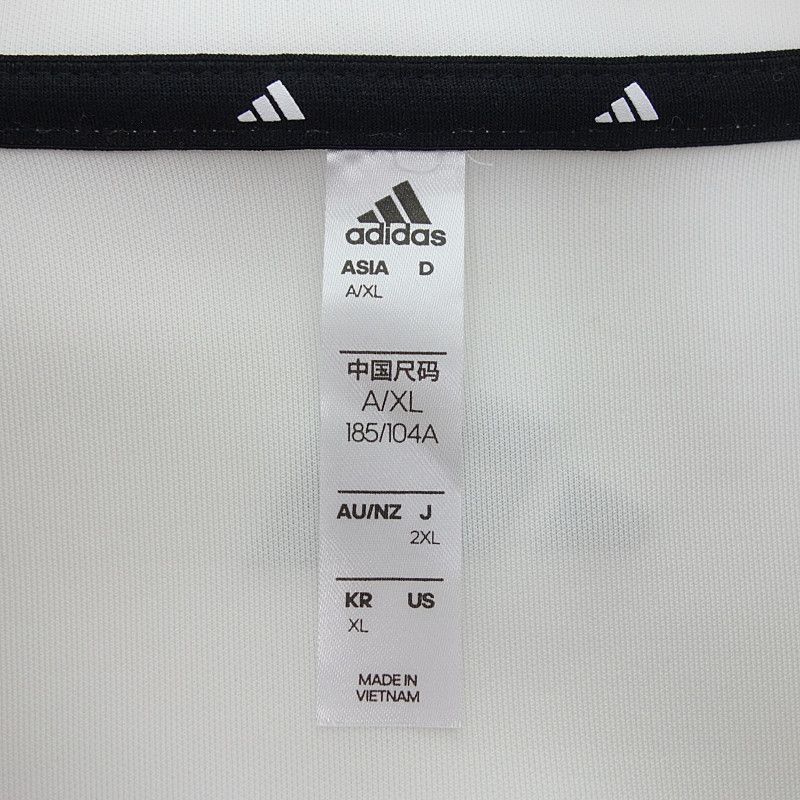 adidas
ASIA D
A/XL
中国尺码
A/XL
185/104A
AU/NZ J
2XL
KR US
XL
MADE IN
VIETNAM